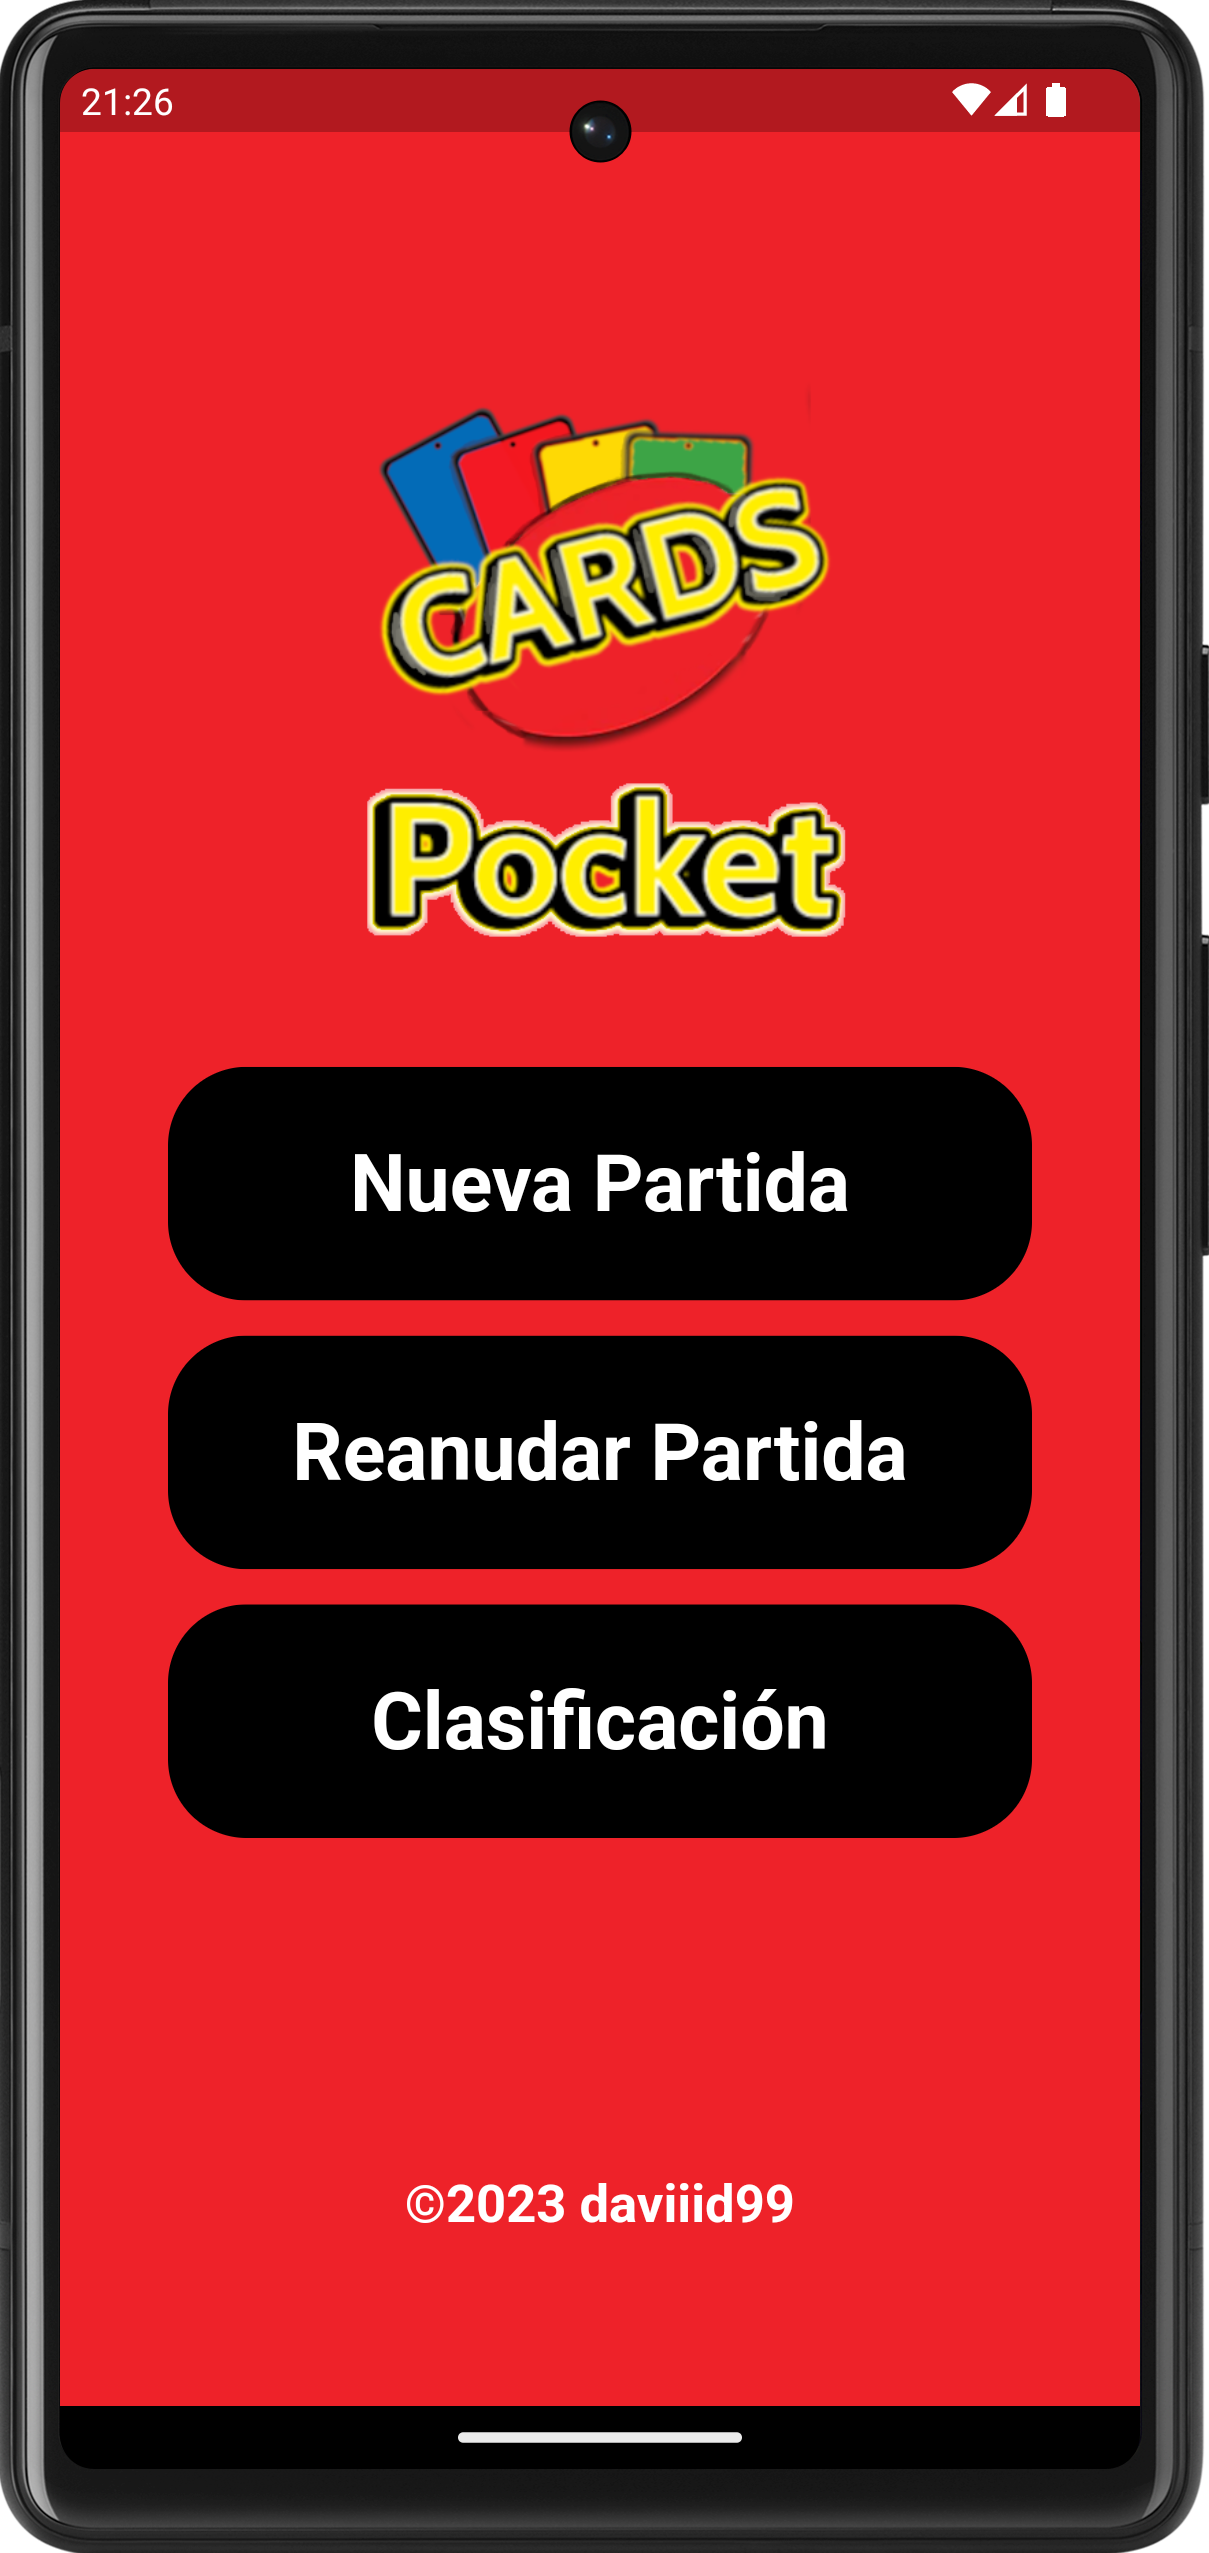 21:26
CARDS
Pocket
Nueva Partida
Reanudar Partida
Clasificación
©2023 daviiid99